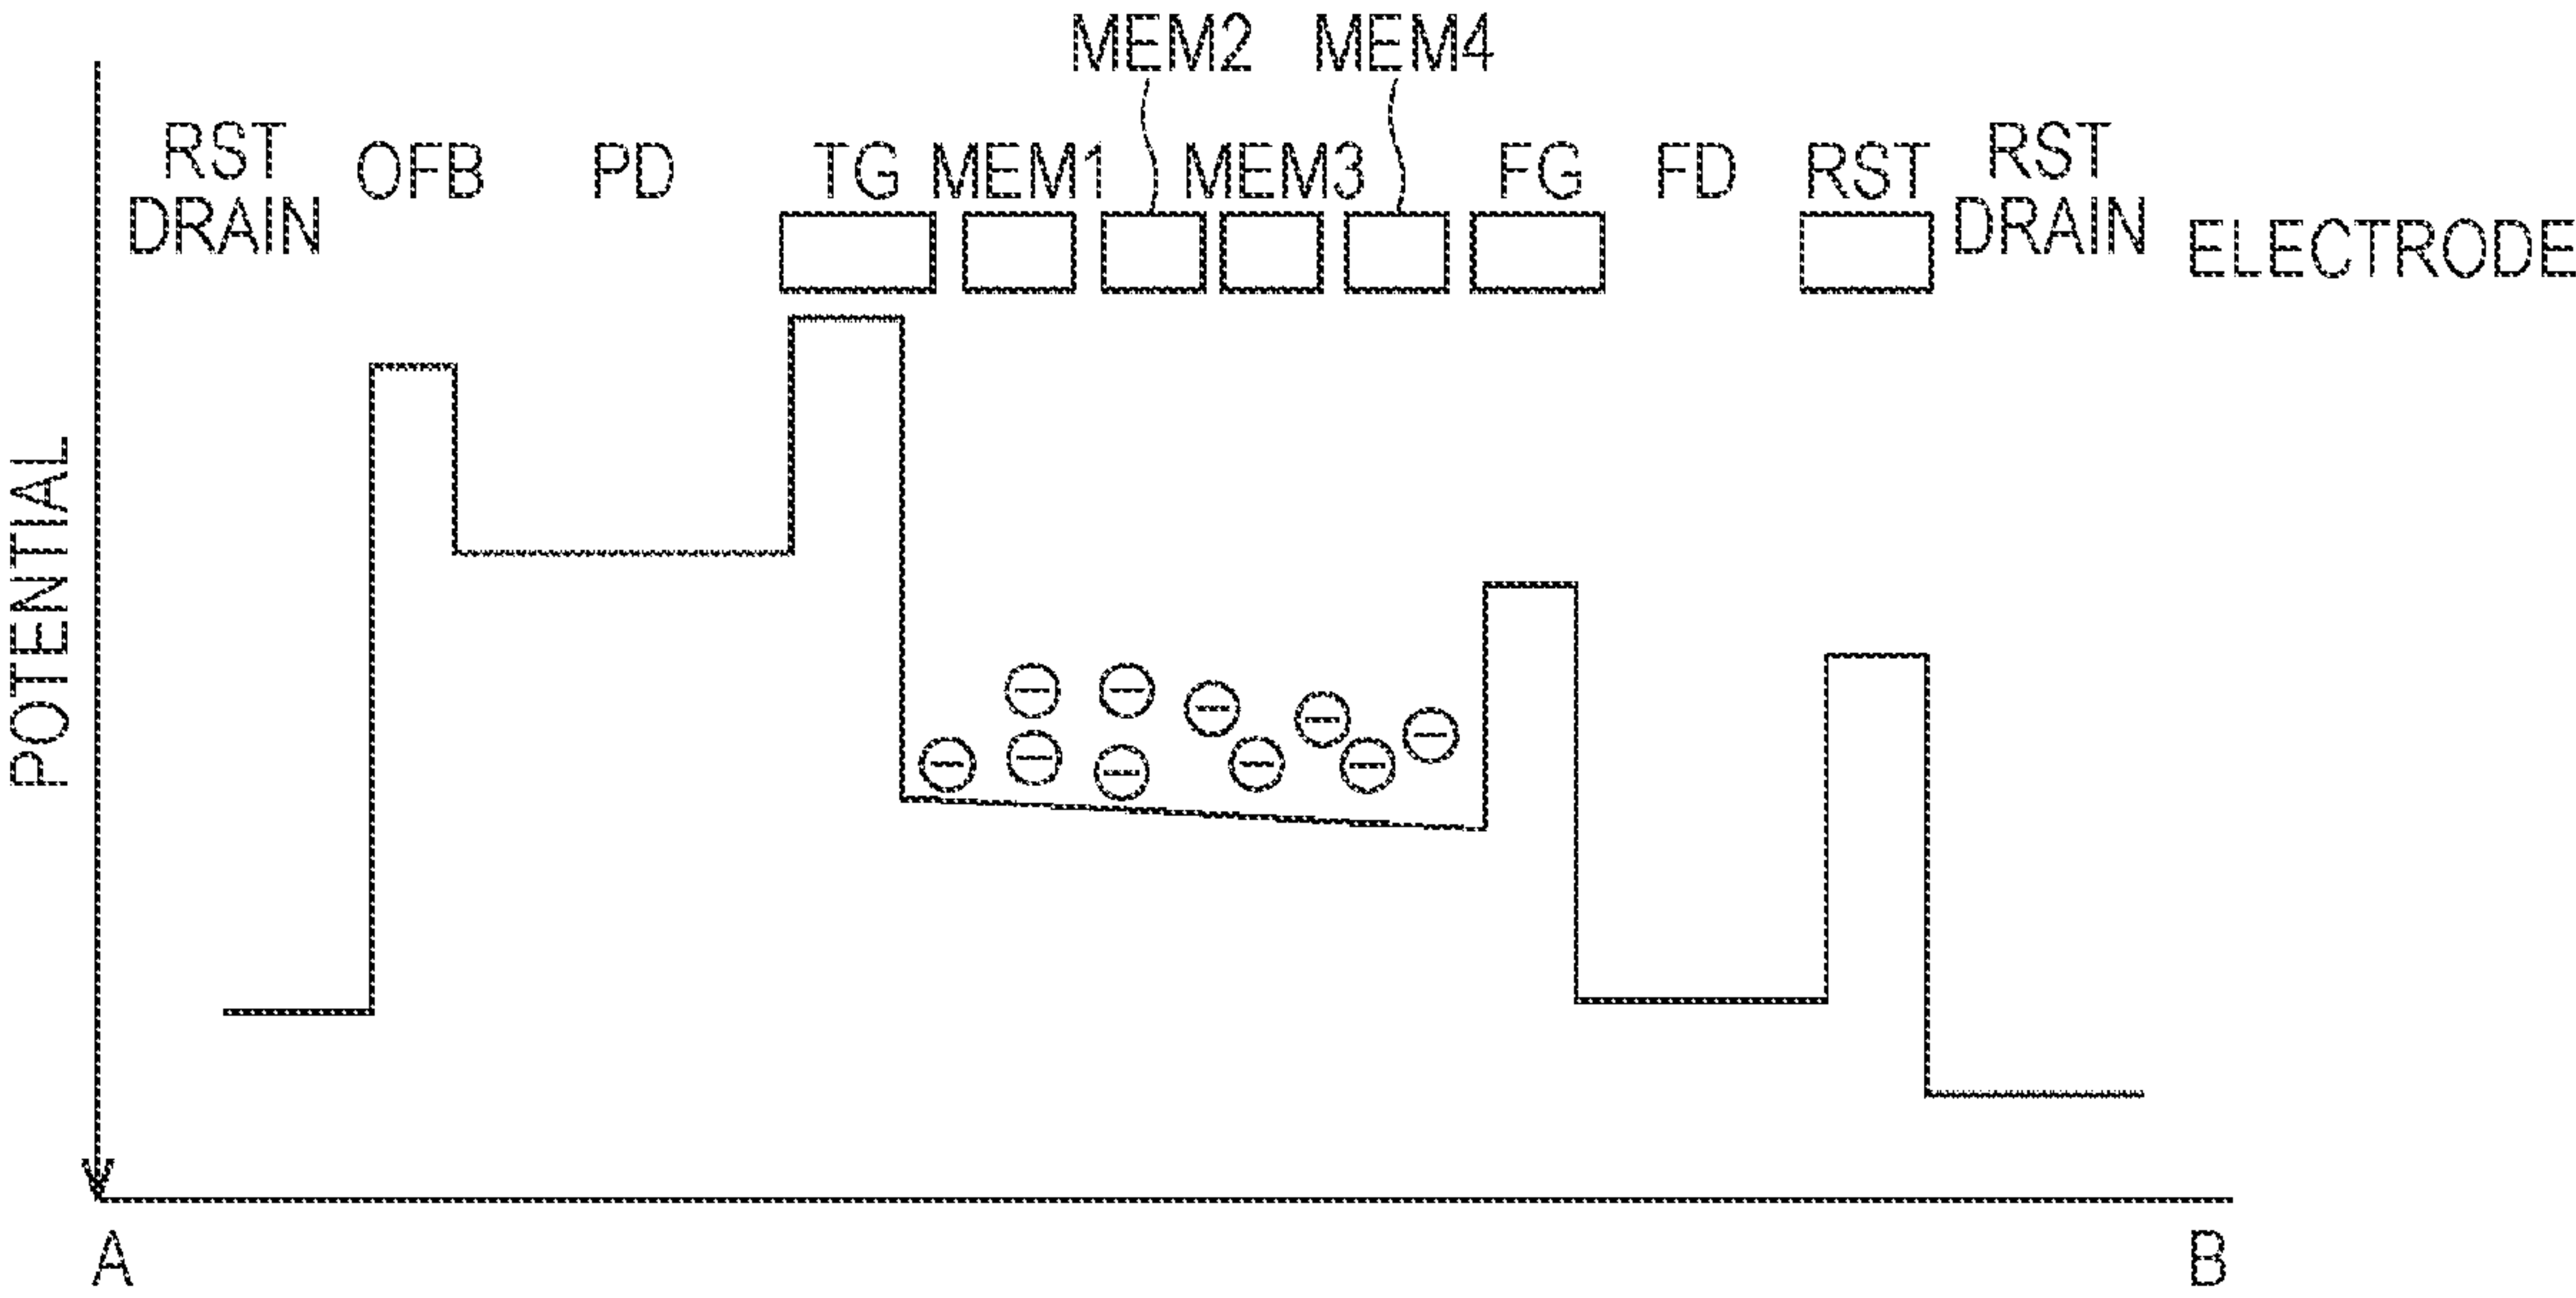 MEM2 MEM4
RST DRAIN OFB PD TG MEM1 MEM3 FG FD RST RST DRAIN
ELECTRODE
POTENTIAL
A B